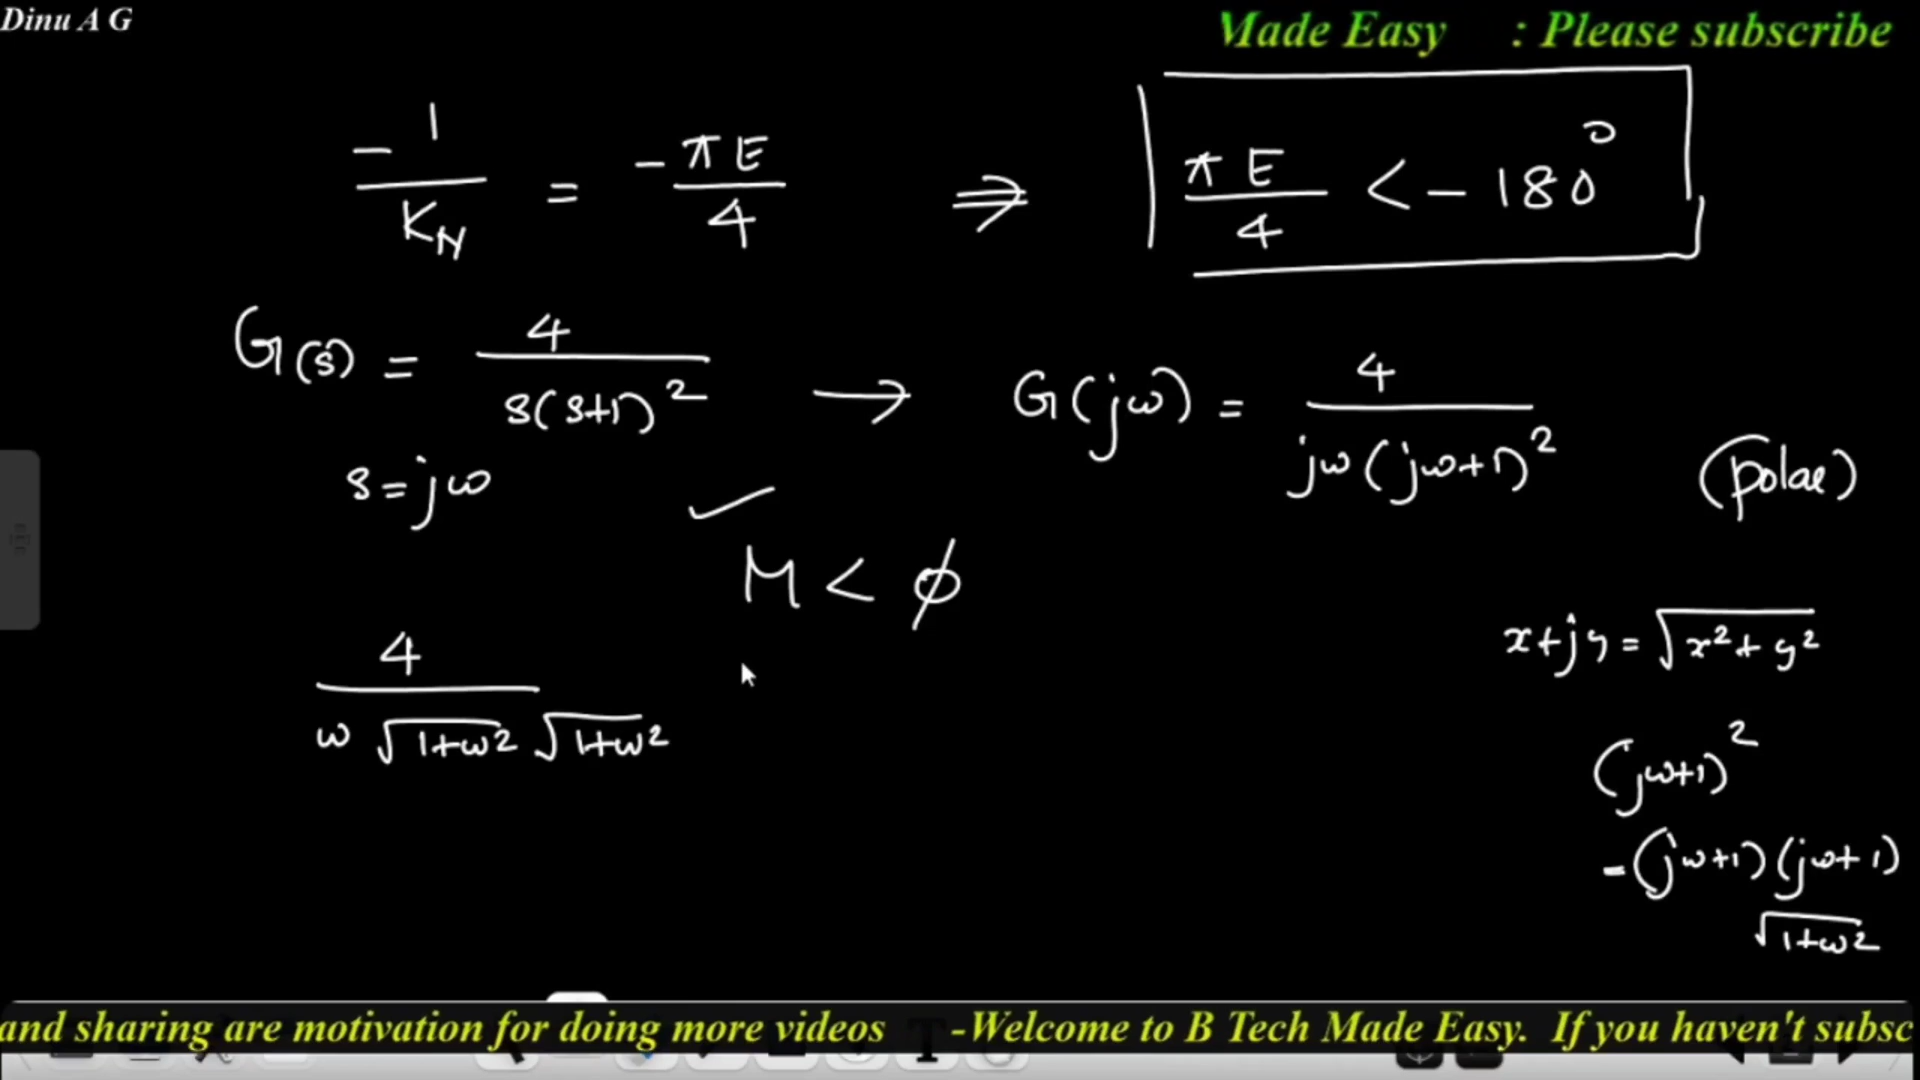 Dinu A G
Made Easy : Please subscribe
-1/K_N = -πE/4 ⇒ πE/4 < -180°
G(s) = 4/s(s+1)² → G(jω) = 4/jω(jω+1)² (polar)
s=jω
M < ϕ
4/ω√1+ω² √1+ω²
x+jy = √x²+y²
(jω+1)²
=(jω+1)(jω+1)
√1+ω²
and sharing are motivation for doing more videos -Welcome to B Tech Made Easy. If you haven't subsc